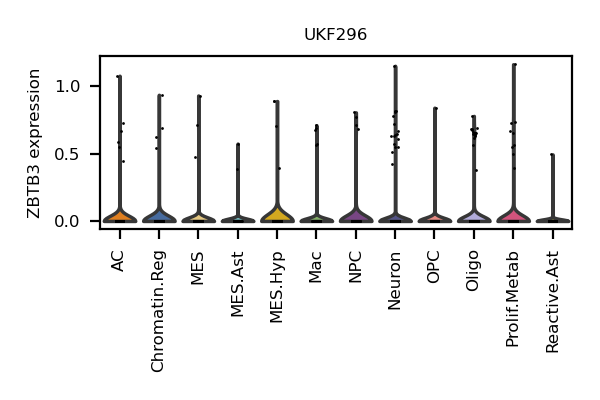 UKF296
ZBTB3 expression
1.0
0.5
0.0
AC
Chromatin.Reg
MES
MES.Ast
MES.Hyp
Mac
NPC
Neuron
OPC
Oligo
Prolif.Metab
Reactive.Ast